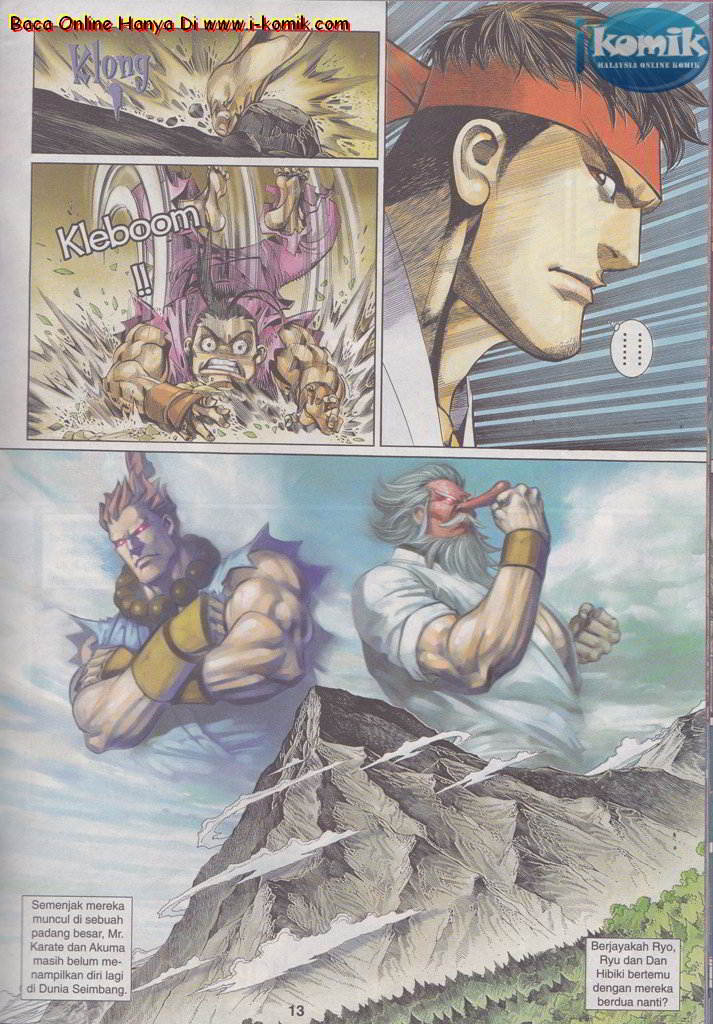 Baca Online Hanya Di www.i-komik.com
ikomik
MALAYSIA ONLINE KOMIK
Klong
!
Kleboom
!!
Semenjak mereka
muncul di sebuah
padang besar, Mr.
Karate dan Akuma
masih belum me-
nampilkan diri lagi
di Dunia Seimbang.
Berjayakah Ryo,
Ryu dan Dan
Hibiki bertemu
dengan mereka
berdua nanti?
13